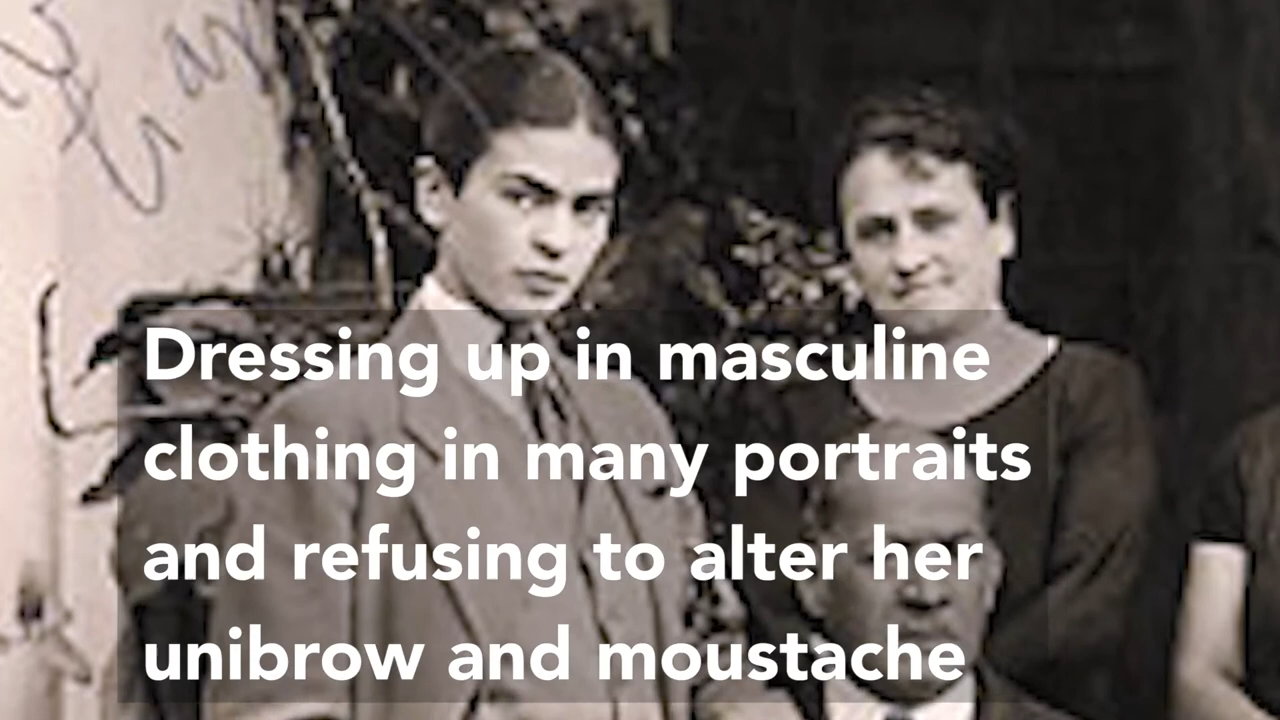 Dressing up in masculine
clothing in many portraits
and refusing to alter her
unibrow and moustache